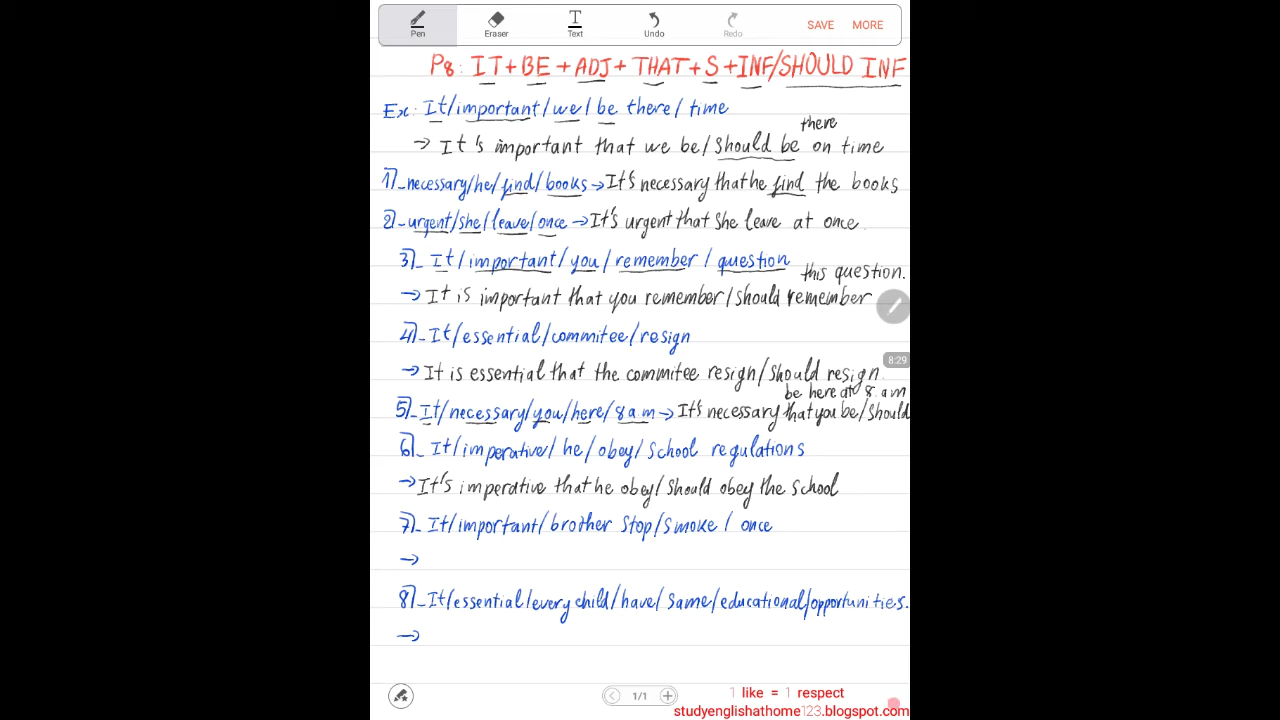 Pen Eraser Text Undo Redo SAVE MORE
P8: IT + BE + ADJ + THAT + S + INF/SHOULD INF
Ex: It/important/we/be there/time
there
→ It's important that we be/should be on time
1)_necessary/he/find/books → It's necessary that he find the books
2)_urgent/she/leave/once → It's urgent that she leave at once
3)_ It/important/you/remember/question
this question.
→ It is important that you remember/should remember
4)_ It/essential/commitee/resign
8:29
→ It is essential that the commitee resign/should resign.
be here at 8 am
5)_ It/necessary/you/here/8 a.m → It's necessary that you be/should
6)_ It/imperative/he/obey/school regulations
→ It's imperative that he obey/should obey the school
7)_ It/important/brother stop/smoke/once
→
8)_ It/essential/every child/have/same/educational/opportunities.
→
1/1
1 like = 1 respect
studyenglishathome123.blogspot.com